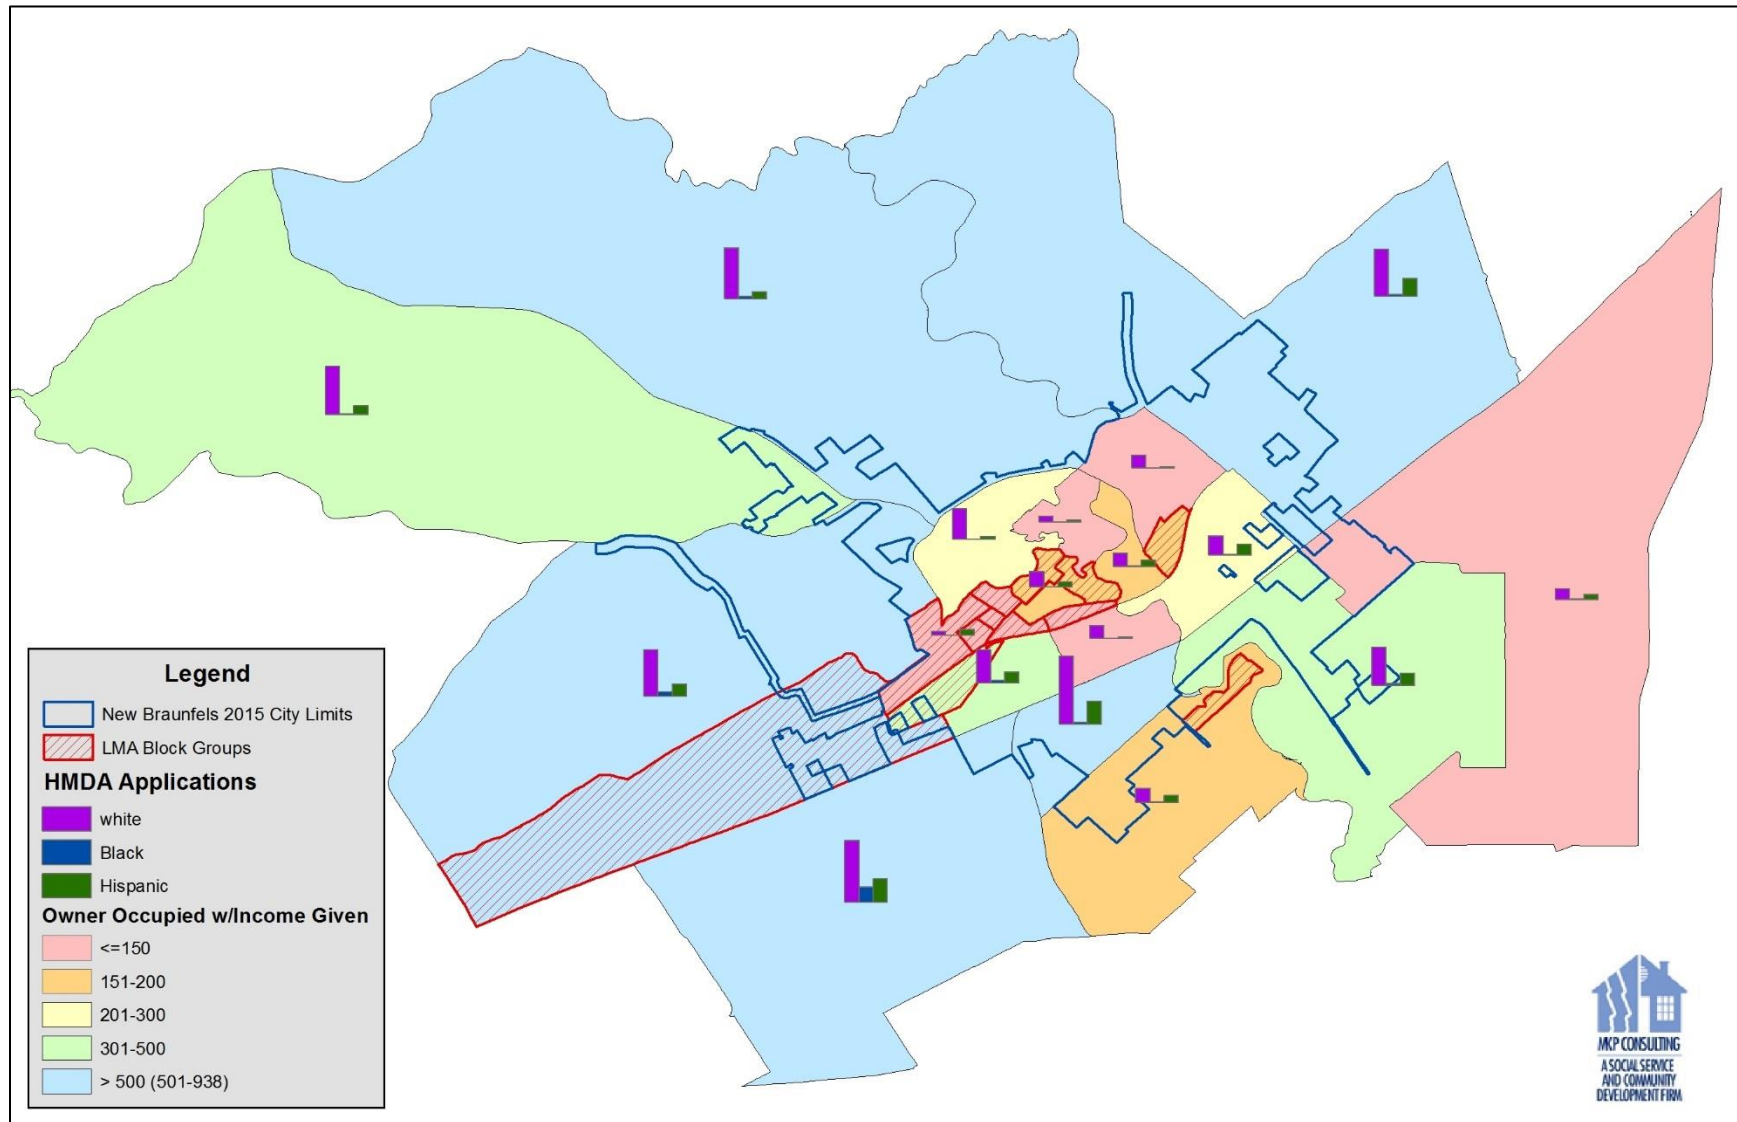 Legend
New Braunfels 2015 City Limits
LMA Block Groups
HMDA Applications
white
Black
Hispanic
Owner Occupied w/Income Given
<=150
151-200
201-300
301-500
> 500 (501-938)
MKP CONSULTING
A SOCIAL SERVICE
AND COMMUNITY
DEVELOPMENT FIRM